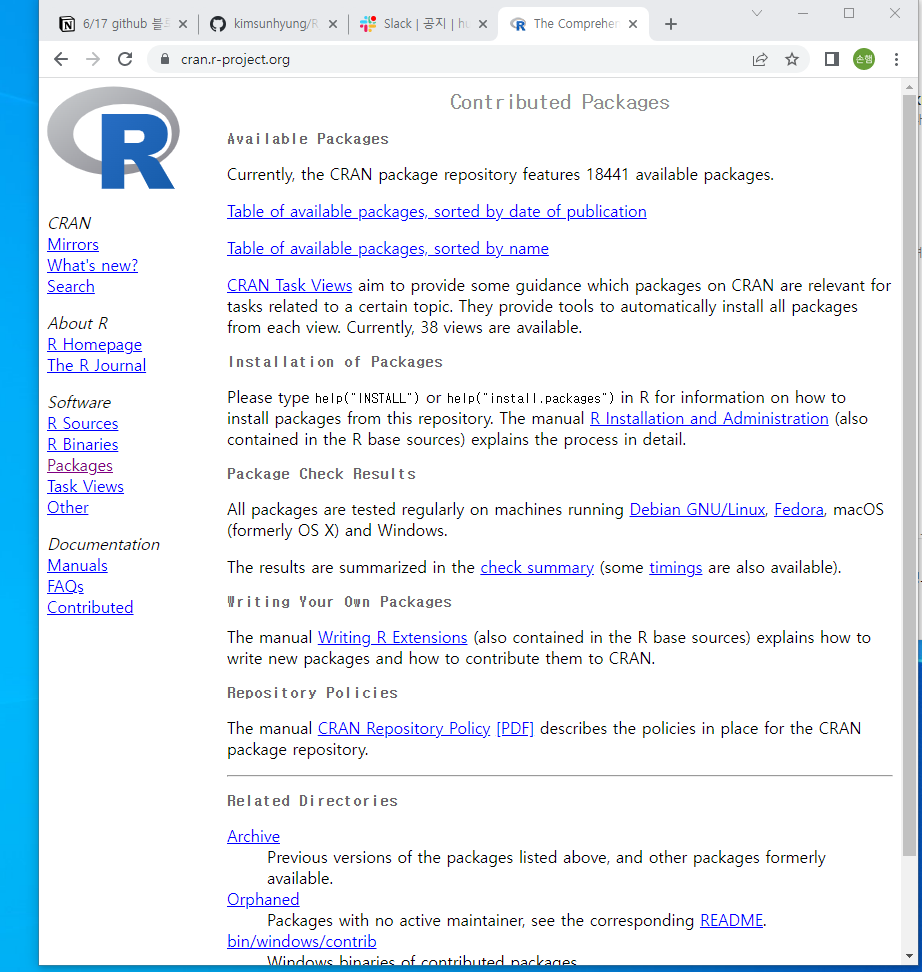 6/17 github 블
kimsunhyung/R
Slack | 공지 | hu
The Comprehen
cran.r-project.org
손행
R
CRAN
Mirrors
What's new?
Search
About R
R Homepage
The R Journal
Software
R Sources
R Binaries
Packages
Task Views
Other
Documentation
Manuals
FAQs
Contributed
Contributed Packages
Available Packages
Currently, the CRAN package repository features 18441 available packages.
Table of available packages, sorted by date of publication
Table of available packages, sorted by name
CRAN Task Views aim to provide some guidance which packages on CRAN are relevant for
tasks related to a certain topic. They provide tools to automatically install all packages
from each view. Currently, 38 views are available.
Installation of Packages
Please type help("INSTALL") or help("install.packages") in R for information on how to
install packages from this repository. The manual R Installation and Administration (also
contained in the R base sources) explains the process in detail.
Package Check Results
All packages are tested regularly on machines running Debian GNU/Linux, Fedora, macOS
(formerly OS X) and Windows.
The results are summarized in the check summary (some timings are also available).
Writing Your Own Packages
The manual Writing R Extensions (also contained in the R base sources) explains how to
write new packages and how to contribute them to CRAN.
Repository Policies
The manual CRAN Repository Policy [PDF] describes the policies in place for the CRAN
package repository.
Related Directories
Archive
Previous versions of the packages listed above, and other packages formerly
available.
Orphaned
Packages with no active maintainer, see the corresponding README.
bin/windows/contrib
Windows binaries of contributed packages